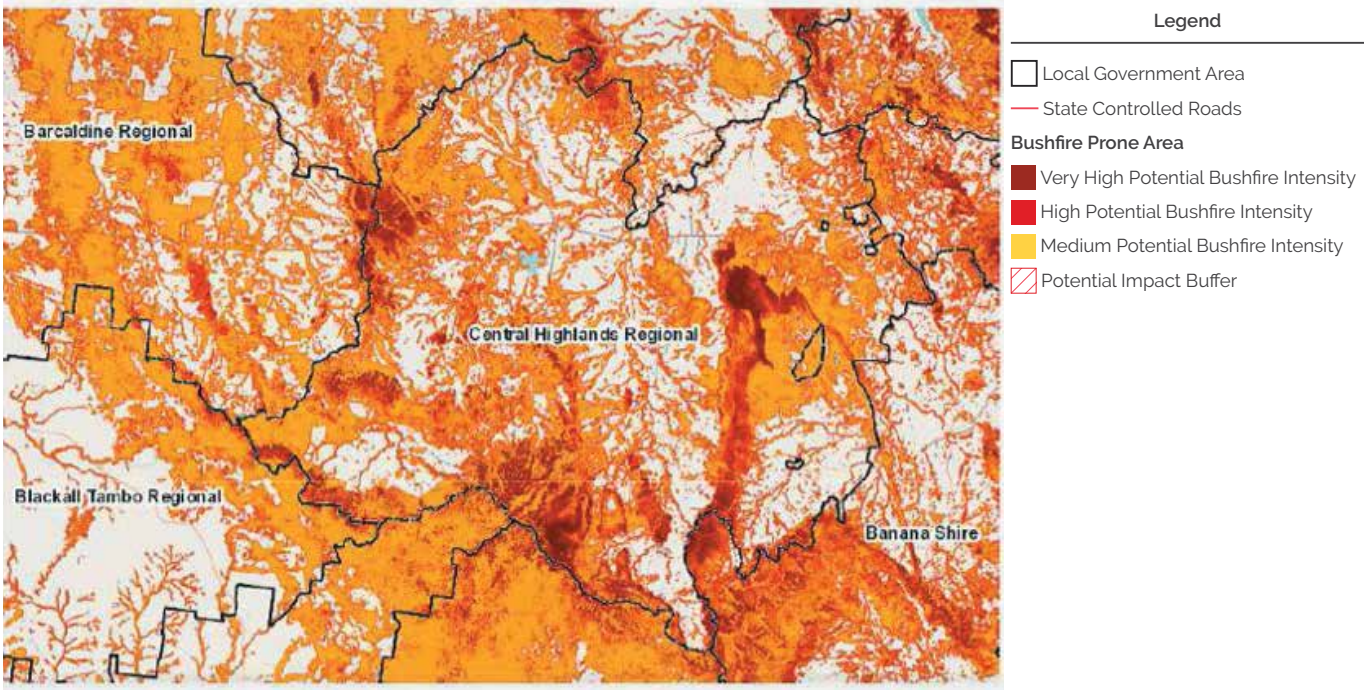 Barcaldine Regional
Central Highlands Regional
Blackall Tambo Regional
Banana Shire
Legend
Local Government Area
State Controlled Roads
Bushfire Prone Area
Very High Potential Bushfire Intensity
High Potential Bushfire Intensity
Medium Potential Bushfire Intensity
Potential Impact Buffer